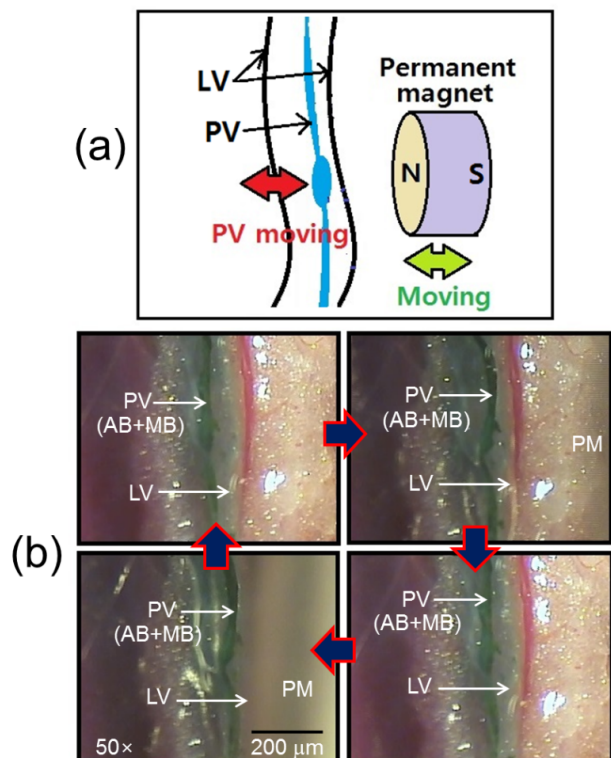 (a)
LV
PV
PV moving
Permanent
magnet
N
S
Moving
(b)
PV
(AB+MB)
LV
PV
(AB+MB)
LV
PM
PV
(AB+MB)
LV
PM
50×
200 μm
PV
(AB+MB)
LV